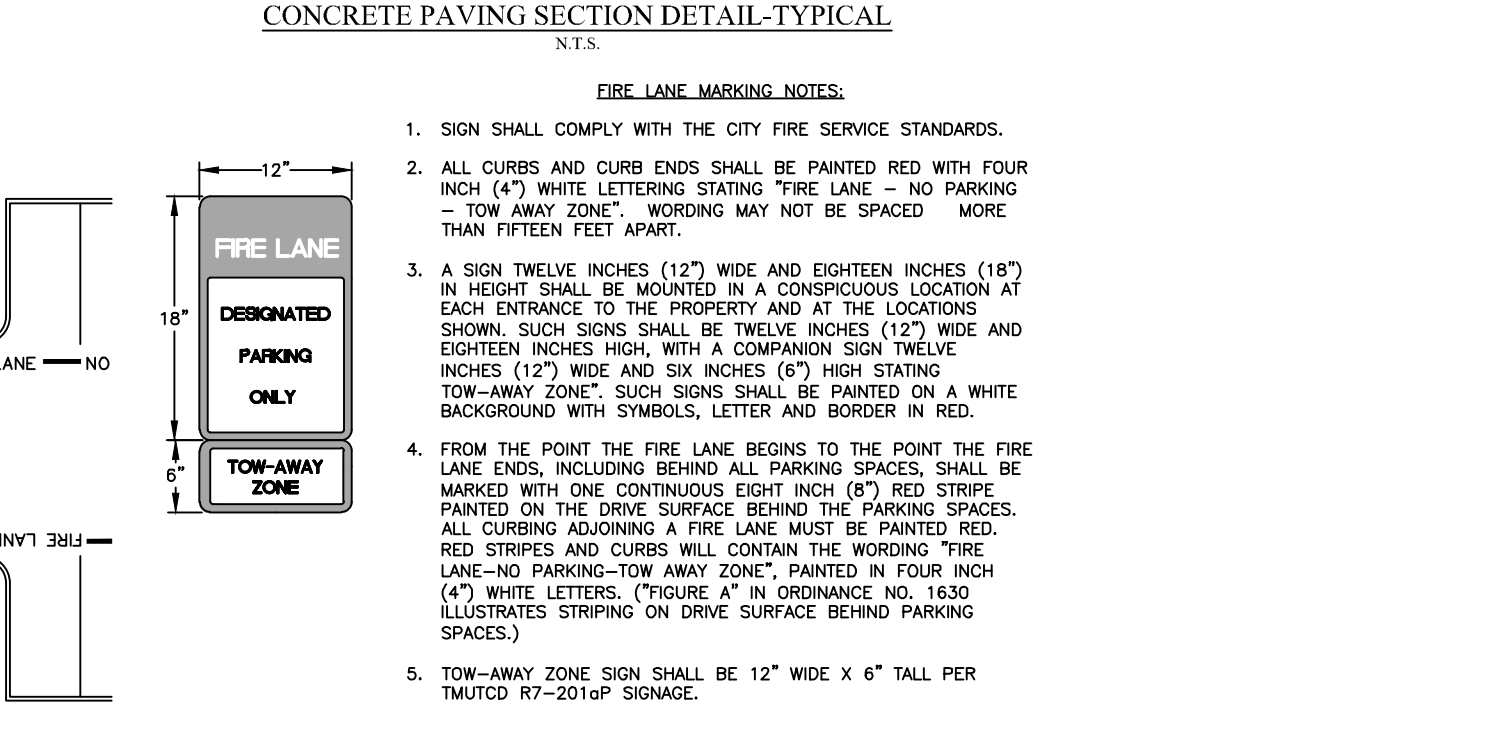 CONCRETE PAVING SECTION DETAIL-TYPICAL
N.T.S.
FIRE LANE MARKING NOTES:
1. SIGN SHALL COMPLY WITH THE CITY FIRE SERVICE STANDARDS.
2. ALL CURBS AND CURB ENDS SHALL BE PAINTED RED WITH FOUR
INCH (4") WHITE LETTERING STATING "FIRE LANE – NO PARKING
– TOW AWAY ZONE". WORDING MAY NOT BE SPACED MORE
THAN FIFTEEN FEET APART.
3. A SIGN TWELVE INCHES (12") WIDE AND EIGHTEEN INCHES (18")
IN HEIGHT SHALL BE MOUNTED IN A CONSPICUOUS LOCATION AT
EACH ENTRANCE TO THE PROPERTY AND AT THE LOCATIONS
SHOWN. SUCH SIGNS SHALL BE TWELVE INCHES (12") WIDE AND
EIGHTEEN INCHES HIGH, WITH A COMPANION SIGN TWELVE
INCHES (12") WIDE AND SIX INCHES (6") HIGH STATING
TOW–AWAY ZONE". SUCH SIGNS SHALL BE PAINTED ON A WHITE
BACKGROUND WITH SYMBOLS, LETTER AND BORDER IN RED.
4. FROM THE POINT THE FIRE LANE BEGINS TO THE POINT THE FIRE
LANE ENDS, INCLUDING BEHIND ALL PARKING SPACES, SHALL BE
MARKED WITH ONE CONTINUOUS EIGHT INCH (8") RED STRIPE
PAINTED ON THE DRIVE SURFACE BEHIND THE PARKING SPACES.
ALL CURBING ADJOINING A FIRE LANE MUST BE PAINTED RED.
RED STRIPES AND CURBS WILL CONTAIN THE WORDING "FIRE
LANE–NO PARKING–TOW AWAY ZONE", PAINTED IN FOUR INCH
(4") WHITE LETTERS. ("FIGURE A" IN ORDINANCE NO. 1630
ILLUSTRATES STRIPING ON DRIVE SURFACE BEHIND PARKING
SPACES.)
5. TOW–AWAY ZONE SIGN SHALL BE 12" WIDE X 6" TALL PER
TMUTCD R7–201aP SIGNAGE.
12"
18"
6"
FIRE LANE
DESIGNATED
PARKING
ONLY
TOW–AWAY
ZONE
ANE NO
FIRE LAN